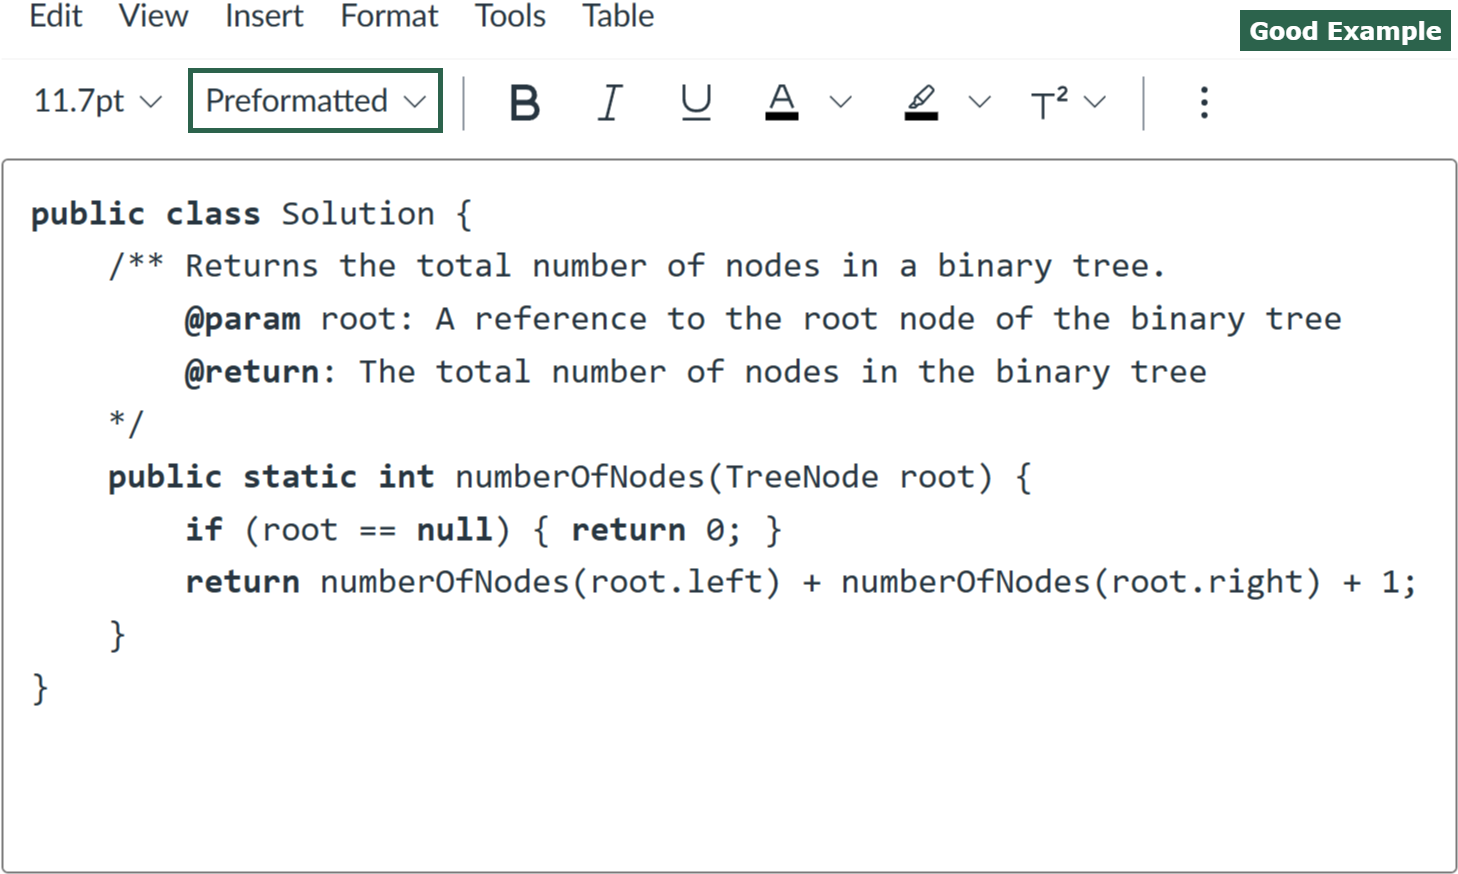 Edit View Insert Format Tools Table
Good Example
11.7pt Preformatted B I U A T²
public class Solution {
    /** Returns the total number of nodes in a binary tree.
        @param root: A reference to the root node of the binary tree
        @return: The total number of nodes in the binary tree
    */
    public static int numberOfNodes(TreeNode root) {
        if (root == null) { return 0; }
        return numberOfNodes(root.left) + numberOfNodes(root.right) + 1;
    }
}